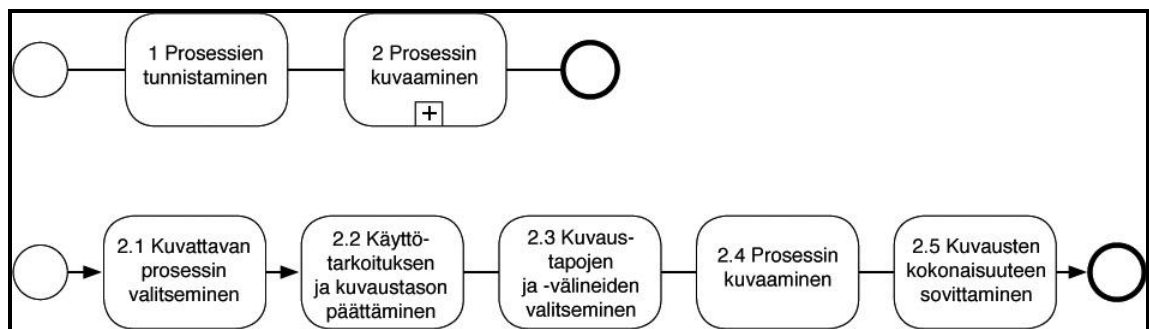 1 Prosessien
tunnistaminen
2 Prosessin
kuvaaminen
2.1 Kuvattavan
prosessin
valitseminen
2.2 Käyttö-
tarkoituksen
ja kuvaustason
päättäminen
2.3 Kuvaus-
tapojen
ja -välineiden
valitseminen
2.4 Prosessin
kuvaaminen
2.5 Kuvausten
kokonaisuuteen
sovittaminen